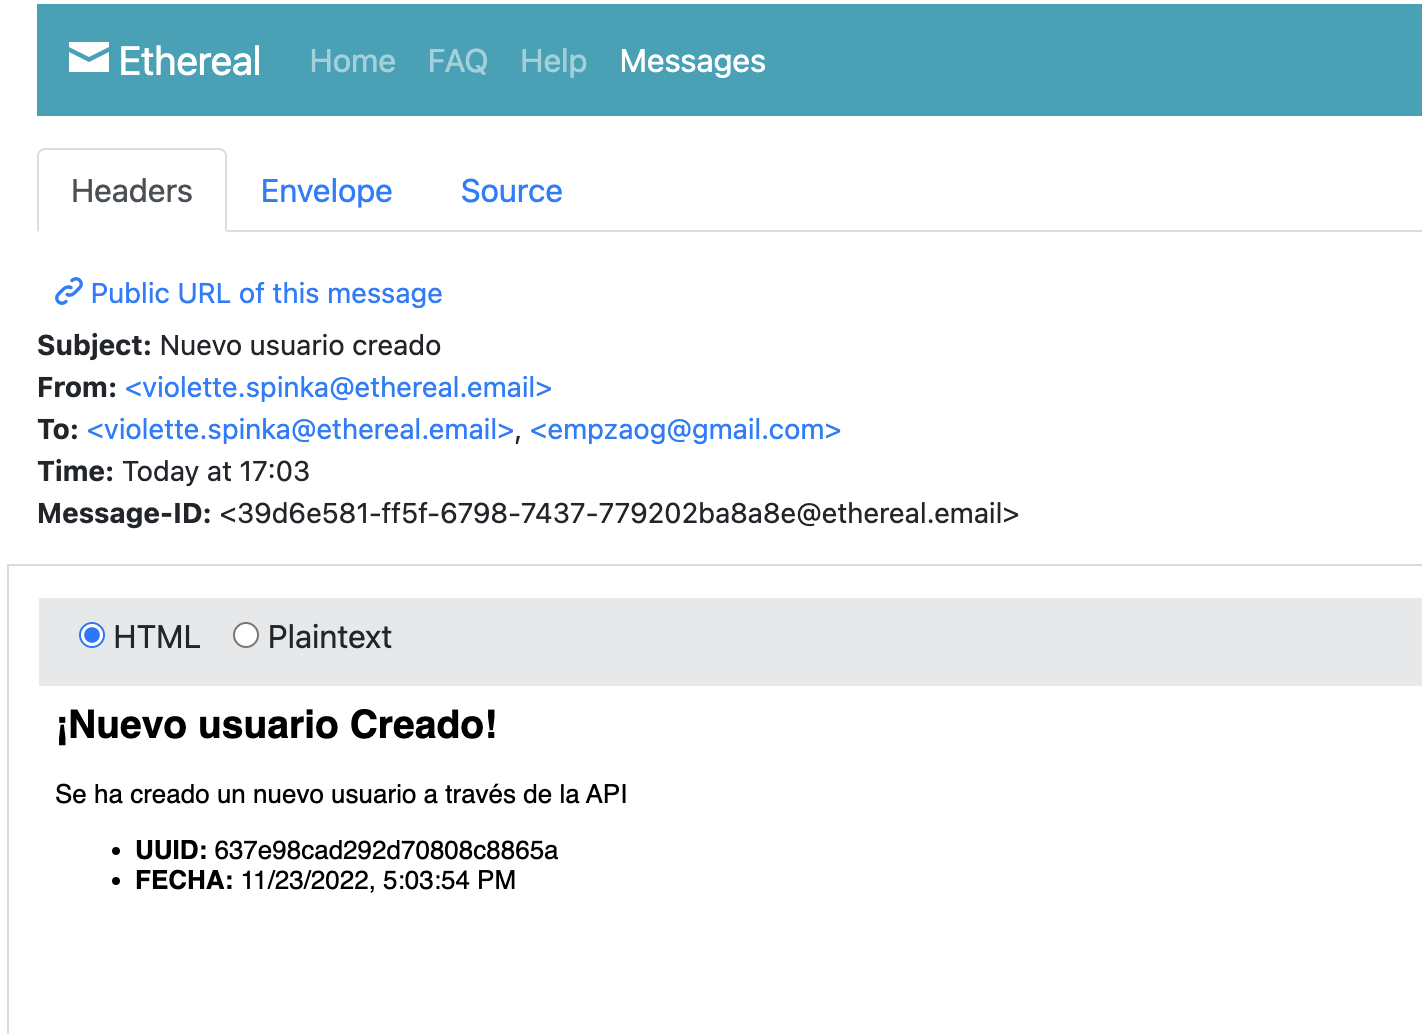 Ethereal Home FAQ Help Messages
Headers Envelope Source
Public URL of this message
Subject: Nuevo usuario creado
From: <violette.spinka@ethereal.email>
To: <violette.spinka@ethereal.email>, <empzaog@gmail.com>
Time: Today at 17:03
Message-ID: <39d6e581-ff5f-6798-7437-779202ba8a8e@ethereal.email>
HTML Plaintext
¡Nuevo usuario Creado!
Se ha creado un nuevo usuario a través de la API
• UUID: 637e98cad292d70808c8865a
• FECHA: 11/23/2022, 5:03:54 PM